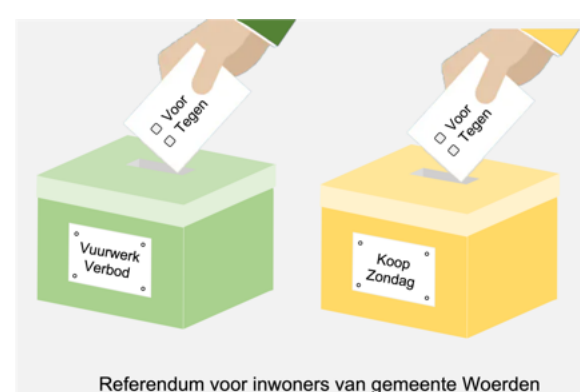 Voor
Tegen
Vuurwerk
Verbod
Voor
Tegen
Koop
Zondag
Referendum voor inwoners van gemeente Woerden